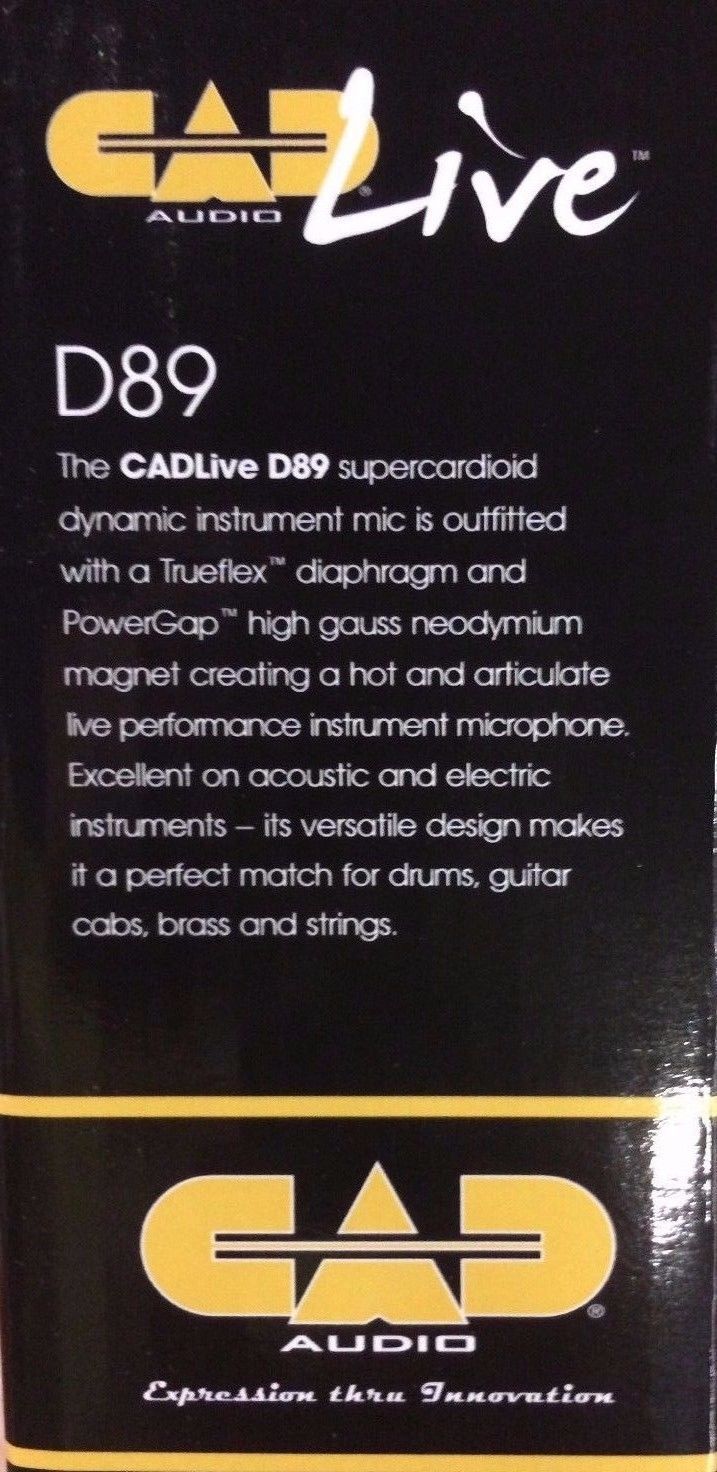 CAD Live™
AUDIO ®
D89
The CADLive D89 supercardioid
dynamic instrument mic is outfitted
with a Trueflex™ diaphragm and
PowerGap™ high gauss neodymium
magnet creating a hot and articulate
live performance instrument microphone.
Excellent on acoustic and electric
instruments – its versatile design makes
it a perfect match for drums, guitar
cabs, brass and strings.
CAD®
AUDIO
Expression thru Innovation